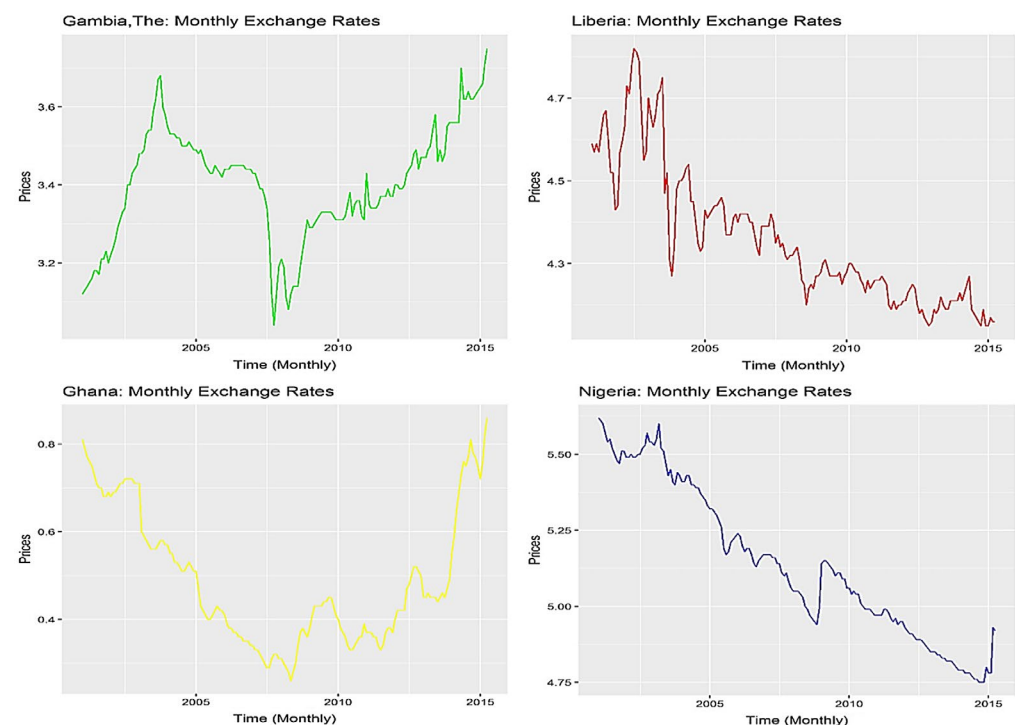 Gambia,The: Monthly Exchange Rates
Prices
3.6
3.4
3.2
2005 2010 2015
Time (Monthly)
Liberia: Monthly Exchange Rates
Prices
4.7
4.5
4.3
2005 2010 2015
Time (Monthly)
Ghana: Monthly Exchange Rates
Prices
0.8
0.6
0.4
2005 2010 2015
Time (Monthly)
Nigeria: Monthly Exchange Rates
Prices
5.50
5.25
5.00
4.75
2005 2010 2015
Time (Monthly)